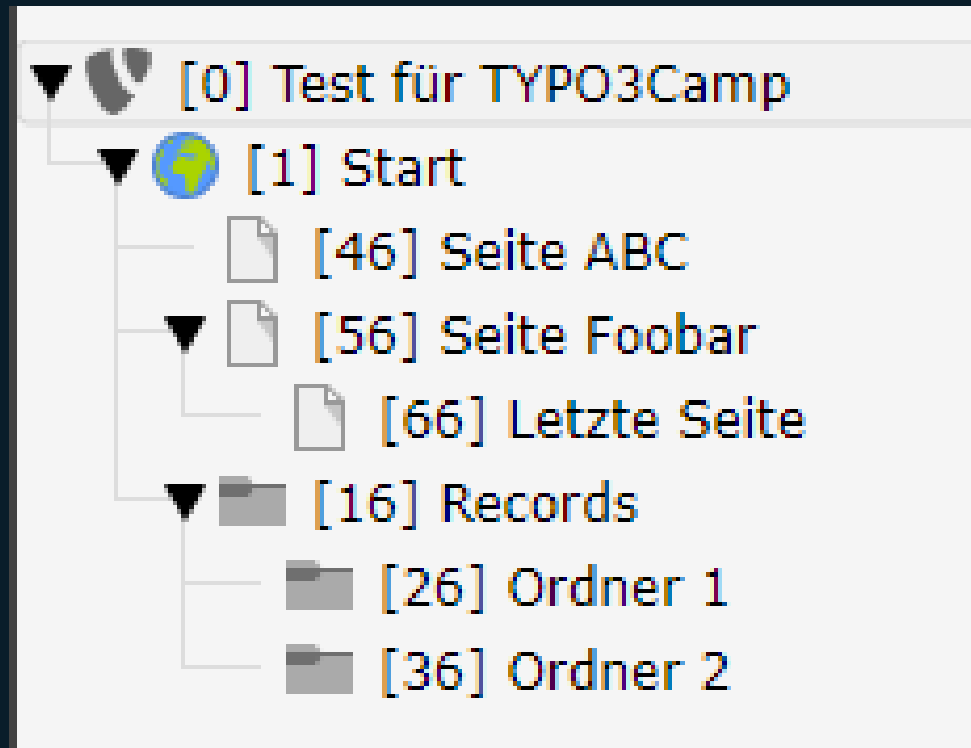 [0] Test für TYPO3Camp
[1] Start
[46] Seite ABC
[56] Seite Foobar
[66] Letzte Seite
[16] Records
[26] Ordner 1
[36] Ordner 2